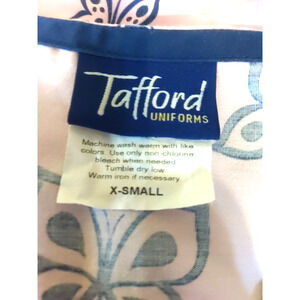 Tafford
UNIFORMS
Machine wash warm with like
colors. Use only non-chlorine
bleach when needed
Tumble dry low
Warm iron if necessary
X-SMALL